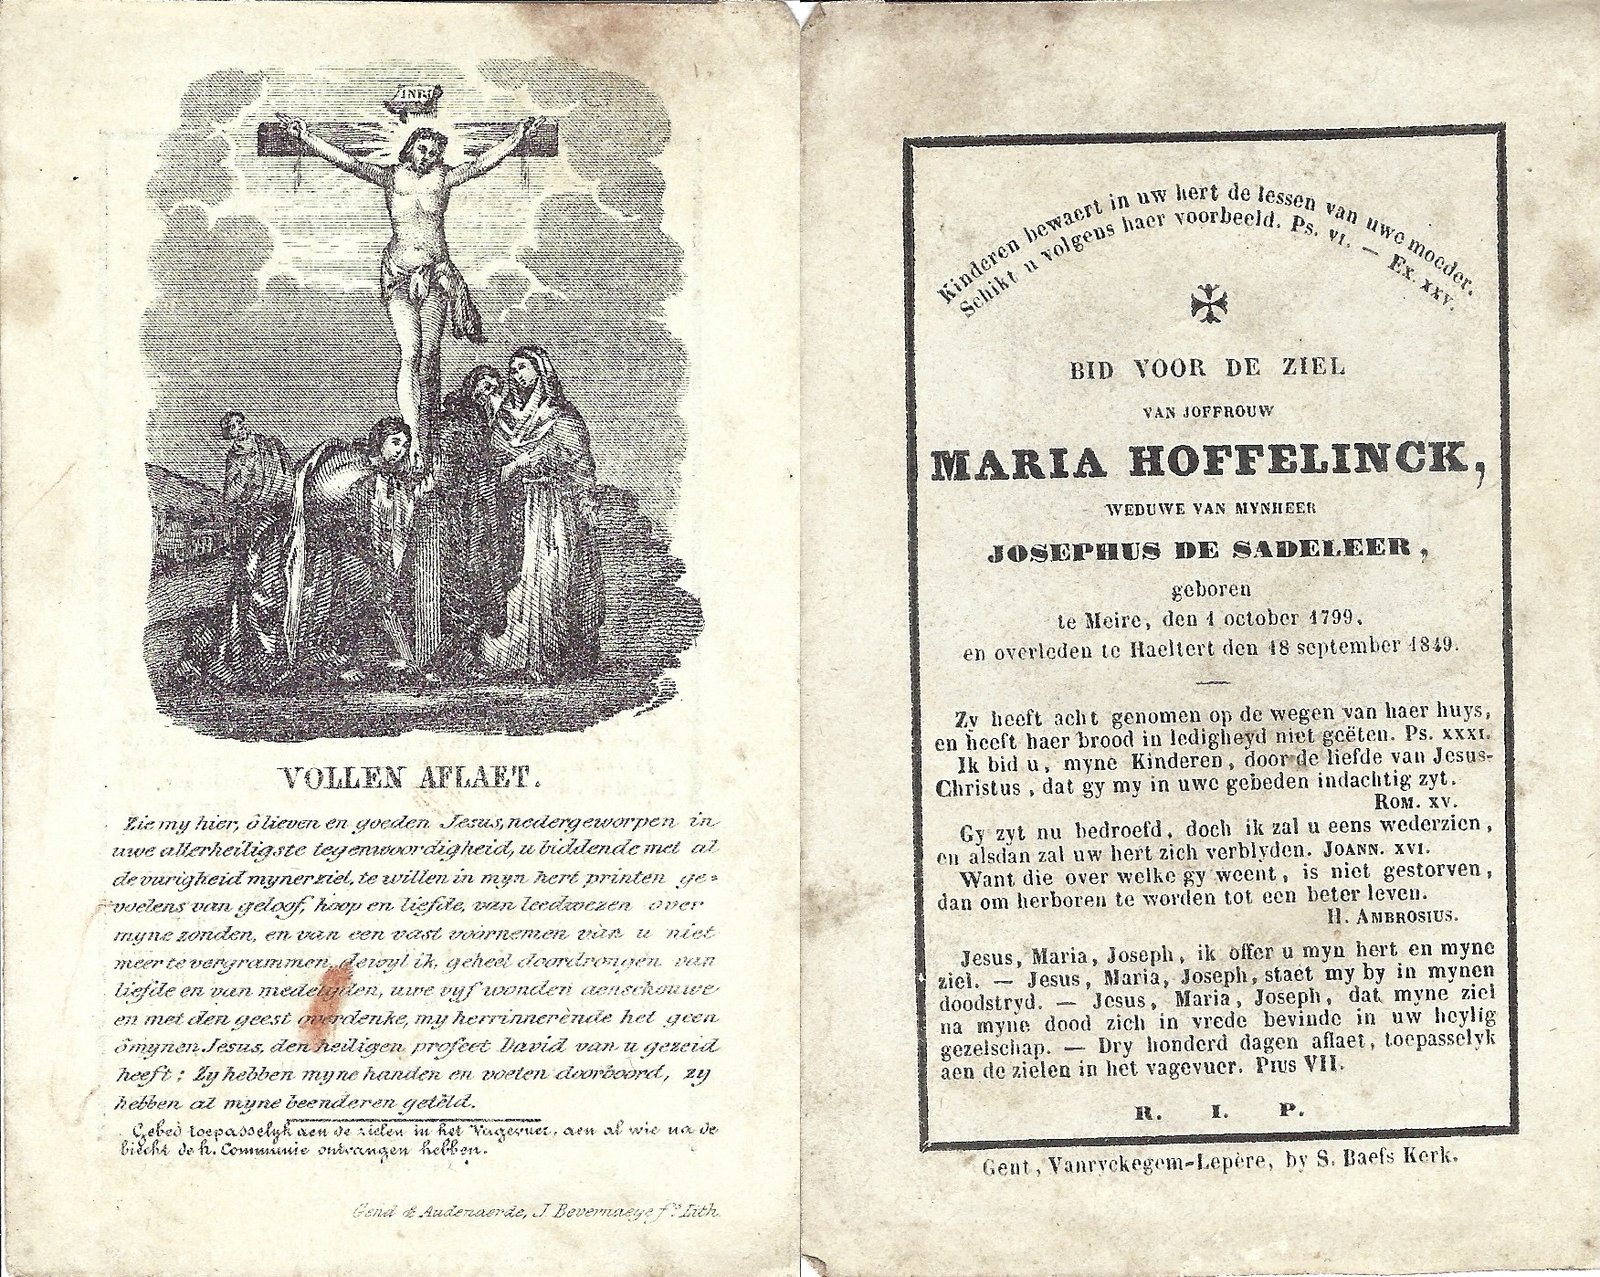 INRI
VOLLEN AFLAET.
Zie my hier, ô lieven en goeden Jesus, nedergeworpen in
uwe allerheiligste tegenwoordigheid, u biddende met al
de vurigheid myner ziel, te willen in myn hert printen ge-
voelens van geloof, hoop en liefde, van leedwezen over
myne zonden, en van een vast voornemen van u niet
meer te vergrammen, dewyl ik, geheel doordrongen van
liefde en van medelyden, uwe vyf wonden aenschouwe
en met den geest overdenke, my herrinnerènde het geen
ô mynen Jesus, den heiligen profeet David van u gezeid
heeft: Zy hebben myne handen en voeten doorboord, zy
hebben al myne beenderen getèld.
Gebed toepasselyk aen de zielen in het Vagevuer, aen al wie na de
biecht de h. Communie ontvangen hebben.
Gend & Audenaerde, J Bevernaege fs Lith.
Kinderen bewaert in uw hert de lessen van uwe moeder.
Schikt u volgens haer voorbeeld. Ps. VI. — Ex. XXV.
BID VOOR DE ZIEL
VAN JOFFROUW
MARIA HOFFELINCK,
WEDUWE VAN MYNHEER
JOSEPHUS DE SADELEER,
geboren
te Meire, den 1 october 1799,
en overleden te Haeltert den 18 september 1849.
Zy heeft acht genomen op de wegen van haer huys,
en heeft haer brood in ledigheyd niet geëten. Ps. XXXI.
Ik bid u, myne Kinderen, door de liefde van Jesus-
Christus, dat gy my in uwe gebeden indachtig zyt.
ROM. XV.
Gy zyt nu bedroefd, doch ik zal u eens wederzien,
en alsdan zal uw hert zich verblyden. JOANN. XVI.
Want die over welke gy weent, is niet gestorven,
dan om herboren te worden tot een beter leven.
H. AMBROSIUS.
Jesus, Maria, Joseph, ik offer u myn hert en myne
ziel. — Jesus, Maria, Joseph, staet my by in mynen
doodstryd. — Jesus, Maria, Joseph, dat myne ziel
na myne dood zich in vrede bevinde in uw heylig
gezelschap. — Dry honderd dagen aflaet, toepasselyk
aen de zielen in het vagevuer. Pius VII.
R. I. P.
Gent, Vanryckegem-Lepère, by S. Baefs Kerk.